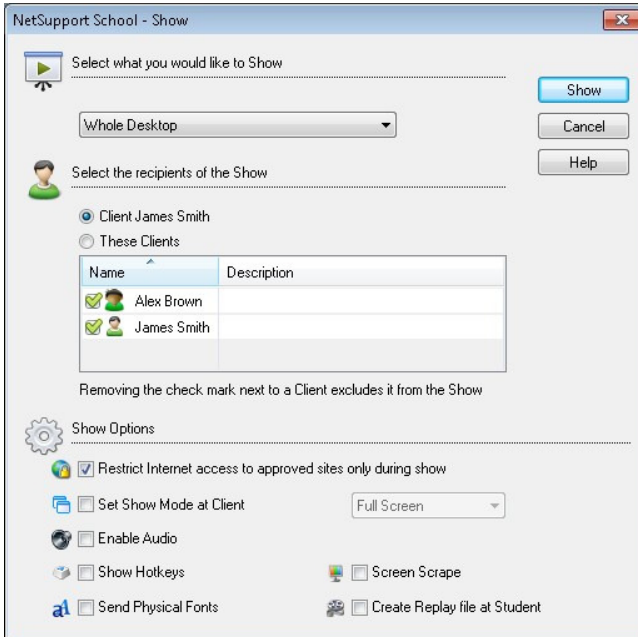 NetSupport School - Show
Select what you would like to Show
Show
Whole Desktop
Cancel
Help
Select the recipients of the Show
Client James Smith
These Clients
Name Description
Alex Brown
James Smith
Removing the check mark next to a Client excludes it from the Show
Show Options
Restrict Internet access to approved sites only during show
Set Show Mode at Client Full Screen
Enable Audio
Show Hotkeys Screen Scrape
Send Physical Fonts Create Replay file at Student